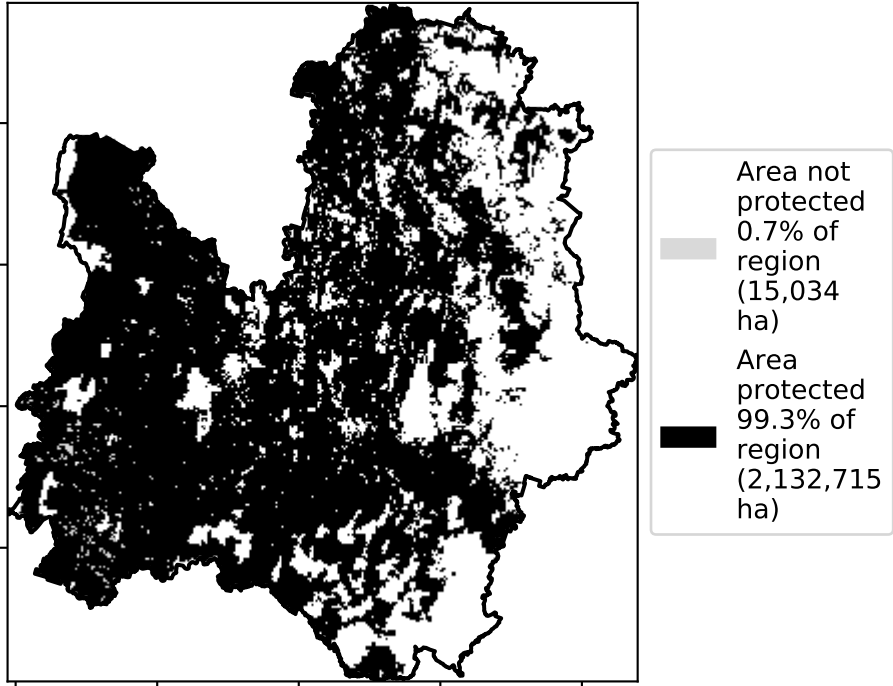 Area not
protected
0.7% of
region
(15,034
ha)
Area
protected
99.3% of
region
(2,132,715
ha)